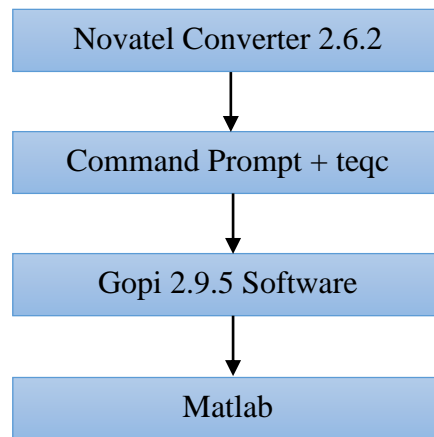 Novatel Converter 2.6.2
Command Prompt + teqc
Gopi 2.9.5 Software
Matlab